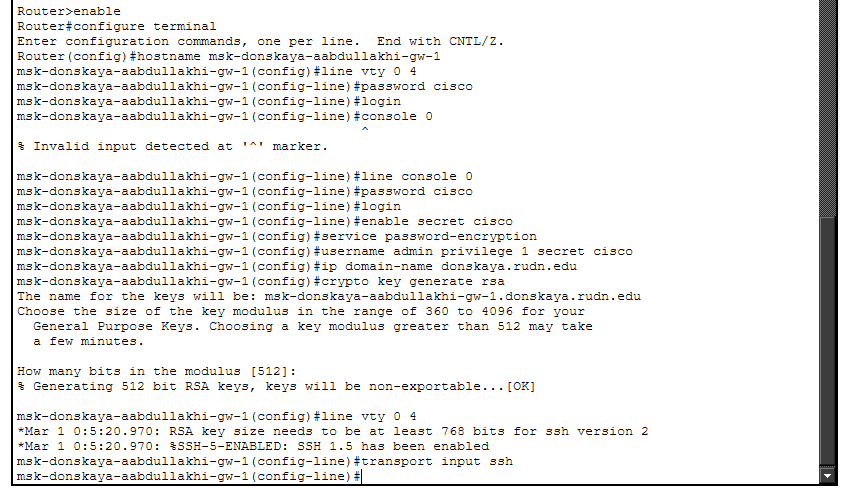 Router>enable
Router#configure terminal
Enter configuration commands, one per line.  End with CNTL/Z.
Router(config)#hostname msk-donskaya-aabdullakhi-gw-1
msk-donskaya-aabdullakhi-gw-1(config)#line vty 0 4
msk-donskaya-aabdullakhi-gw-1(config-line)#password cisco
msk-donskaya-aabdullakhi-gw-1(config-line)#login
msk-donskaya-aabdullakhi-gw-1(config-line)#console 0
^
% Invalid input detected at '^' marker.
msk-donskaya-aabdullakhi-gw-1(config-line)#line console 0
msk-donskaya-aabdullakhi-gw-1(config-line)#password cisco
msk-donskaya-aabdullakhi-gw-1(config-line)#login
msk-donskaya-aabdullakhi-gw-1(config-line)#enable secret cisco
msk-donskaya-aabdullakhi-gw-1(config)#service password-encryption
msk-donskaya-aabdullakhi-gw-1(config)#username admin privilege 1 secret cisco
msk-donskaya-aabdullakhi-gw-1(config)#ip domain-name donskaya.rudn.edu
msk-donskaya-aabdullakhi-gw-1(config)#crypto key generate rsa
The name for the keys will be: msk-donskaya-aabdullakhi-gw-1.donskaya.rudn.edu
Choose the size of the key modulus in the range of 360 to 4096 for your
General Purpose Keys. Choosing a key modulus greater than 512 may take
a few minutes.
How many bits in the modulus [512]:
% Generating 512 bit RSA keys, keys will be non-exportable...[OK]
msk-donskaya-aabdullakhi-gw-1(config)#line vty 0 4
*Mar 1 0:5:20.970: RSA key size needs to be at least 768 bits for ssh version 2
*Mar 1 0:5:20.970: %SSH-5-ENABLED: SSH 1.5 has been enabled
msk-donskaya-aabdullakhi-gw-1(config-line)#transport input ssh
msk-donskaya-aabdullakhi-gw-1(config-line)#